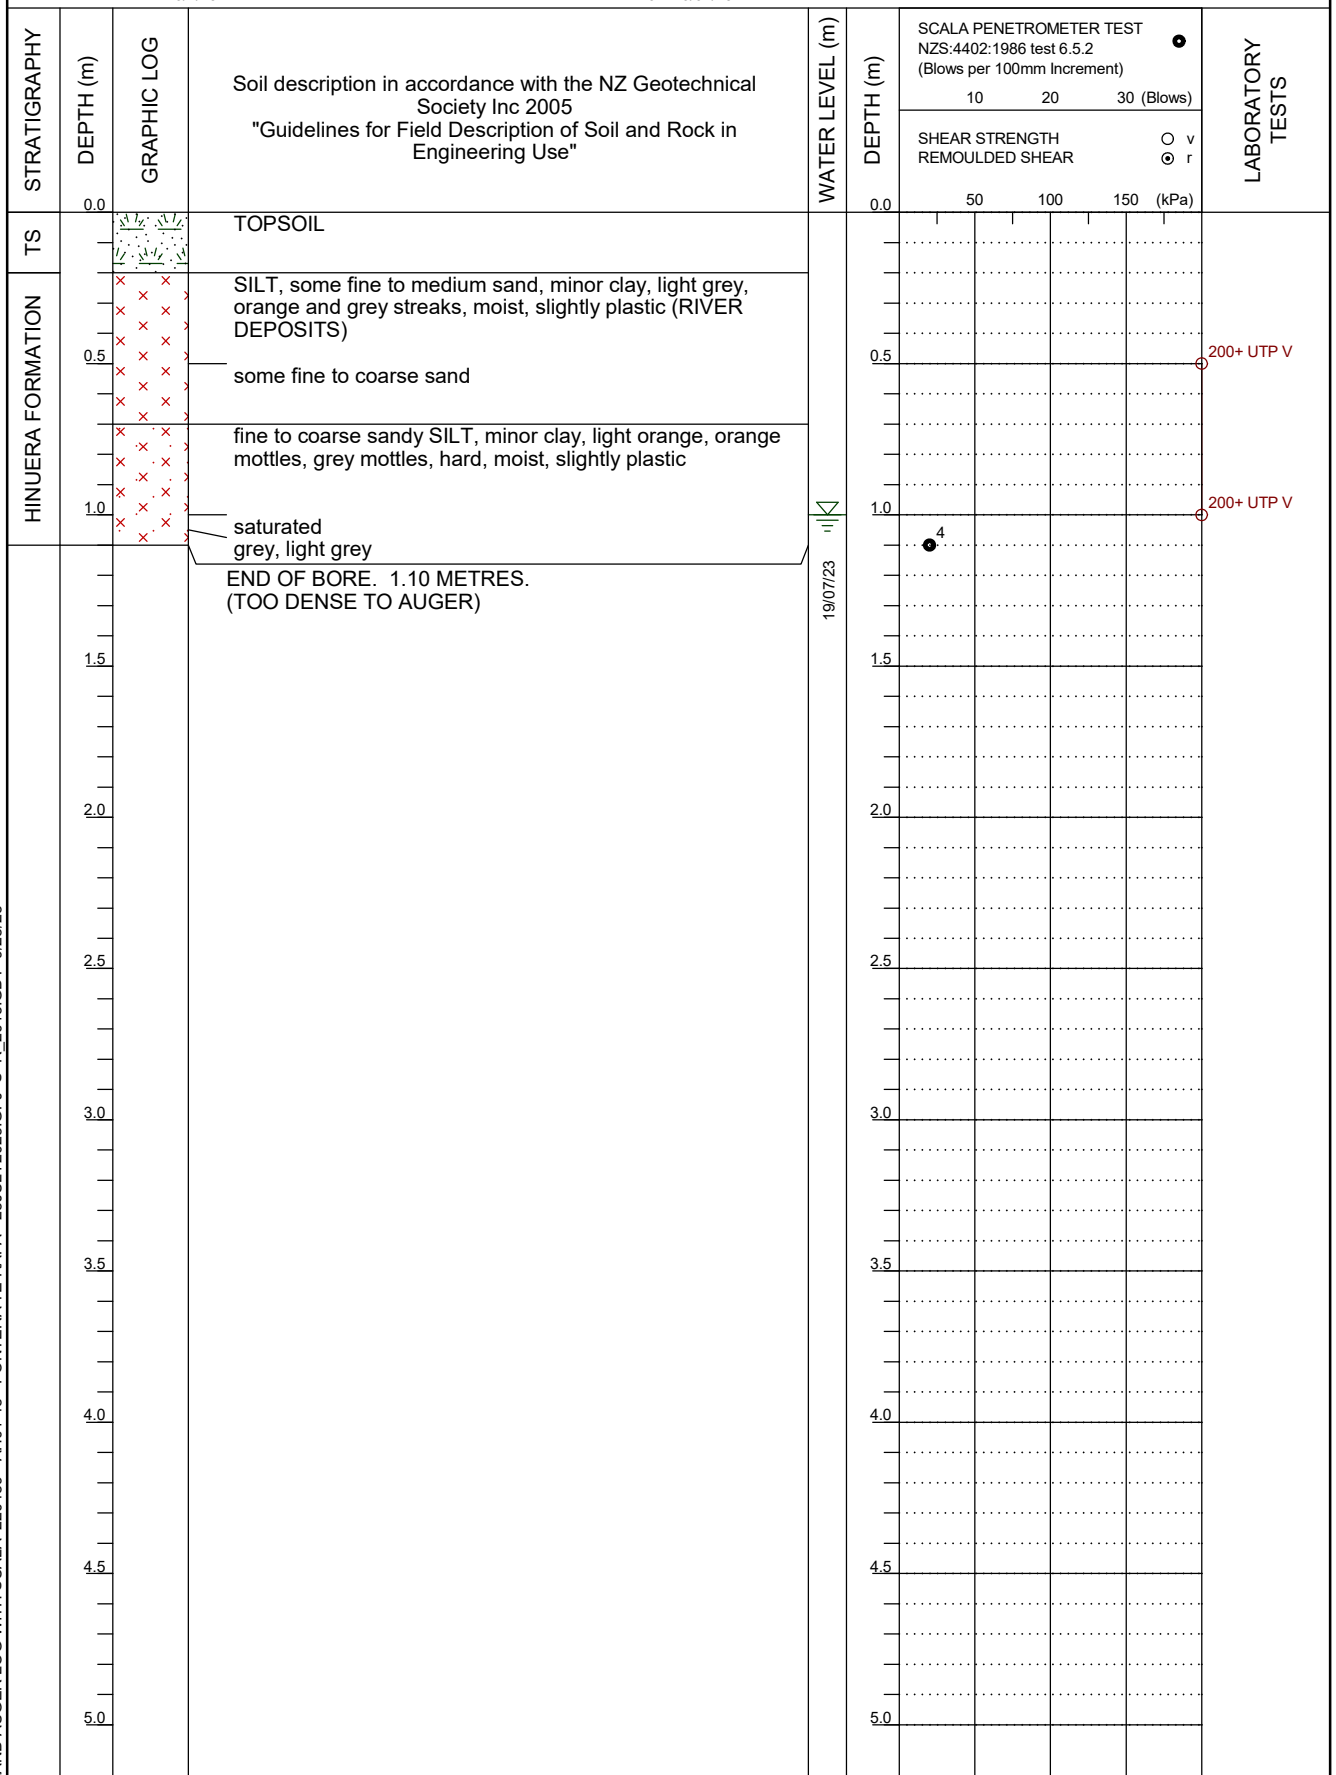 STRATIGRAPHY
DEPTH (m)
GRAPHIC LOG
Soil description in accordance with the NZ Geotechnical
Society Inc 2005
"Guidelines for Field Description of Soil and Rock in
Engineering Use"
WATER LEVEL (m)
DEPTH (m)
SCALA PENETROMETER TEST
NZS:4402:1986 test 6.5.2
(Blows per 100mm Increment)
10 20 30 (Blows)
SHEAR STRENGTH v
REMOULDED SHEAR r
50 100 150 (kPa)
LABORATORY
TESTS
0.0
0.0
TS
TOPSOIL
HINUERA FORMATION
SILT, some fine to medium sand, minor clay, light grey,
orange and grey streaks, moist, slightly plastic (RIVER
DEPOSITS)
0.5
some fine to coarse sand
0.5
200+ UTP V
fine to coarse sandy SILT, minor clay, light orange, orange
mottles, grey mottles, hard, moist, slightly plastic
1.0
1.0
200+ UTP V
saturated
grey, light grey
4
END OF BORE. 1.10 METRES.
(TOO DENSE TO AUGER)
19/07/23
1.5
1.5
2.0
2.0
2.5
2.5
3.0
3.0
3.5
3.5
4.0
4.0
4.5
4.5
5.0
5.0